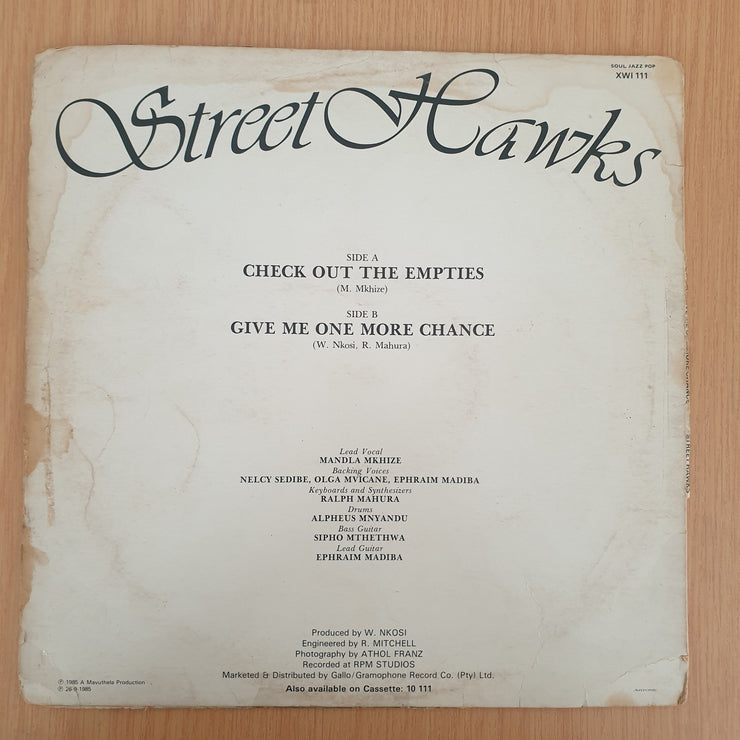 SOUL JAZZ POP
XWI 111
Street Hawks
SIDE A
CHECK OUT THE EMPTIES
(M. Mkhize)
SIDE B
GIVE ME ONE MORE CHANCE
(W. Nkosi, R. Mahura)
Lead Vocal
MANDLA MKHIZE
Backing Voices
NELCY SEDIBE, OLGA MVICANE, EPHRAIM MADIBA
Keyboards and Synthesizers
RALPH MAHURA
Drums
ALPHEUS MNYANDU
Bass Guitar
SIPHO MTHETHWA
Lead Guitar
EPHRAIM MADIBA
Produced by W. NKOSI
Engineered by R. MITCHELL
Photography by ATHOL FRANZ
Recorded at RPM STUDIOS
Marketed & Distributed by Gallo/Gramophone Record Co. (Pty) Ltd.
Also available on Cassette: 10 111
℗ 1985 A Mavuthela Production
℗ 26-9-1985